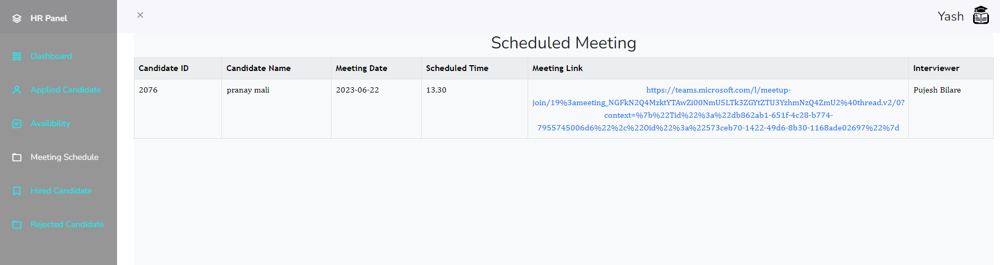 HR Panel
×
Yash
Dashboard
Applied Candidate
Availibility
Meeting Schedule
Hired Candidate
Rejected Candidate
Scheduled Meeting
Candidate ID Candidate Name Meeting Date Scheduled Time Meeting Link Interviewer
2076 pranay mali 2023-06-22 13.30 https://teams.microsoft.com/l/meetup- Pujesh Bilare
join/19%3ameeting_NGFkN2Q4MzktYTAwZi00NmU5LTk3ZGYtZTU3YzhmNzQ4ZmU2%40thread.v2/0?
context=%7b%22Tid%22%3a%22db862ab1-651f-4c28-b774-
7955745006d6%22%2c%22Oid%22%3a%22573ceb70-1422-49d6-8b30-1168ade02697%22%7d